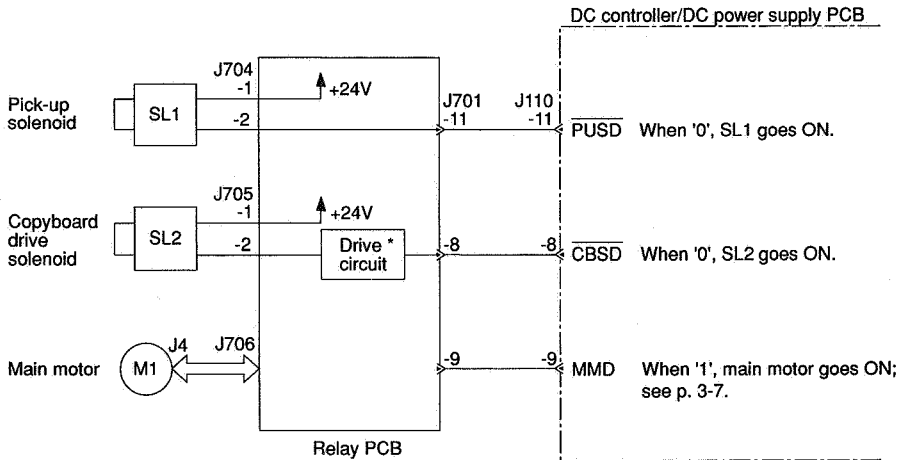 DC controller/DC power supply PCB
J704
-1
+24V
J701
J110
Pick-up
solenoid
SL1
-2
-11
-11
PUSD
When '0', SL1 goes ON.
J705
-1
+24V
Copyboard
drive
solenoid
SL2
-2
Drive *
circuit
-8
-8
CBSD
When '0', SL2 goes ON.
J4
J706
Main motor
M1
-9
-9
MMD
When '1', main motor goes ON;
see p. 3-7.
Relay PCB